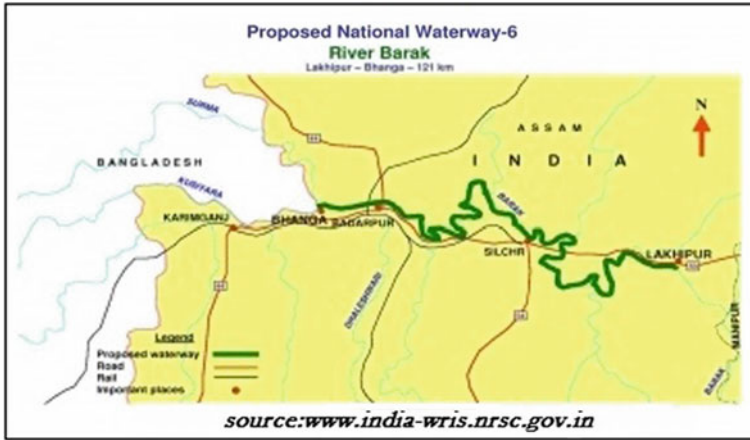 Proposed National Waterway-6
River Barak
Lakhipur - Bhanga - 121 km
N
SURMA
ASSAM
BANGLADESH
INDIA
KUSIYARA
BARAK
KARIMGANJ
BHANGA
BADARPUR
SILCHR
LAKHIPUR
DHALESHWARI
MANIPUR
BARAK
Legend
Proposed waterway
Road
Rail
Important places
source:www.india-wris.nrsc.gov.in